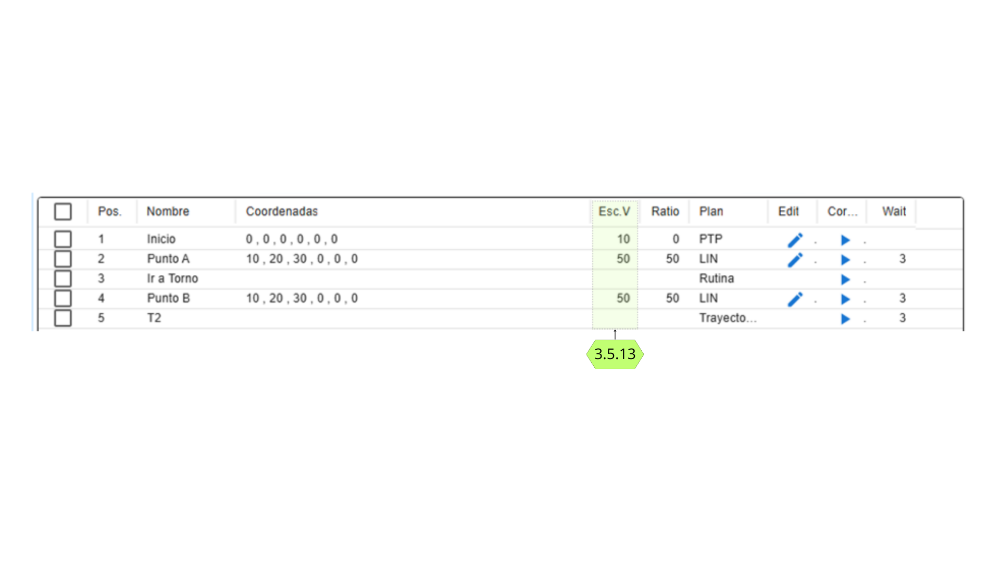 Pos. Nombre Coordenadas Esc.V Ratio Plan Edit Cor... Wait
1 Inicio 0 , 0 , 0 , 0 , 0 , 0 10 0 PTP . .
2 Punto A 10 , 20 , 30 , 0 , 0 , 0 50 50 LIN . . 3
3 Ir a Torno Rutina .
4 Punto B 10 , 20 , 30 , 0 , 0 , 0 50 50 LIN . . 3
5 T2 Trayecto... . 3
3.5.13